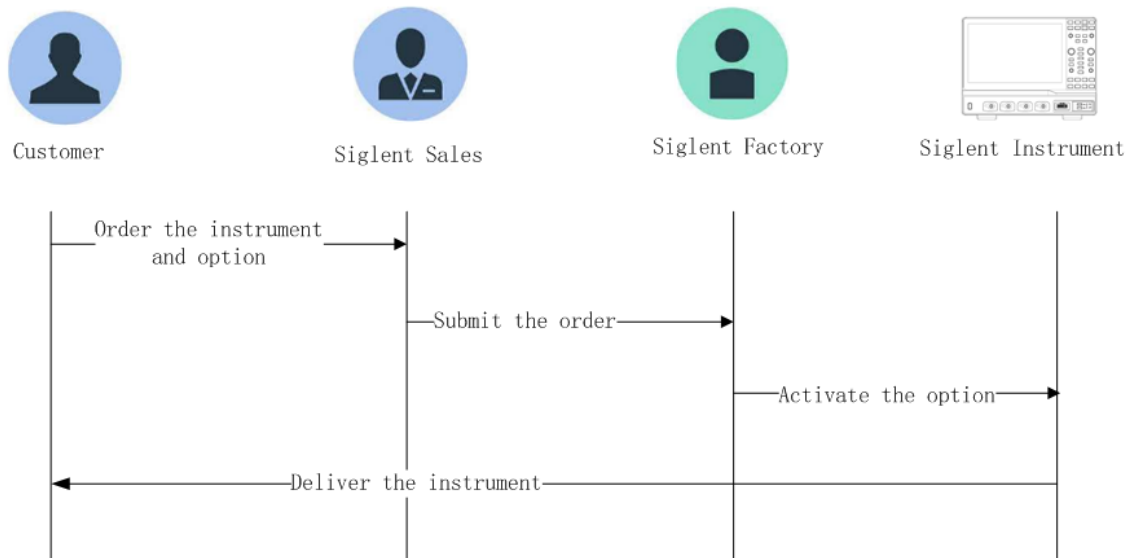 Customer
Siglent Sales
Siglent Factory
Siglent Instrument
Order the instrument
and option
Submit the order
Activate the option
Deliver the instrument